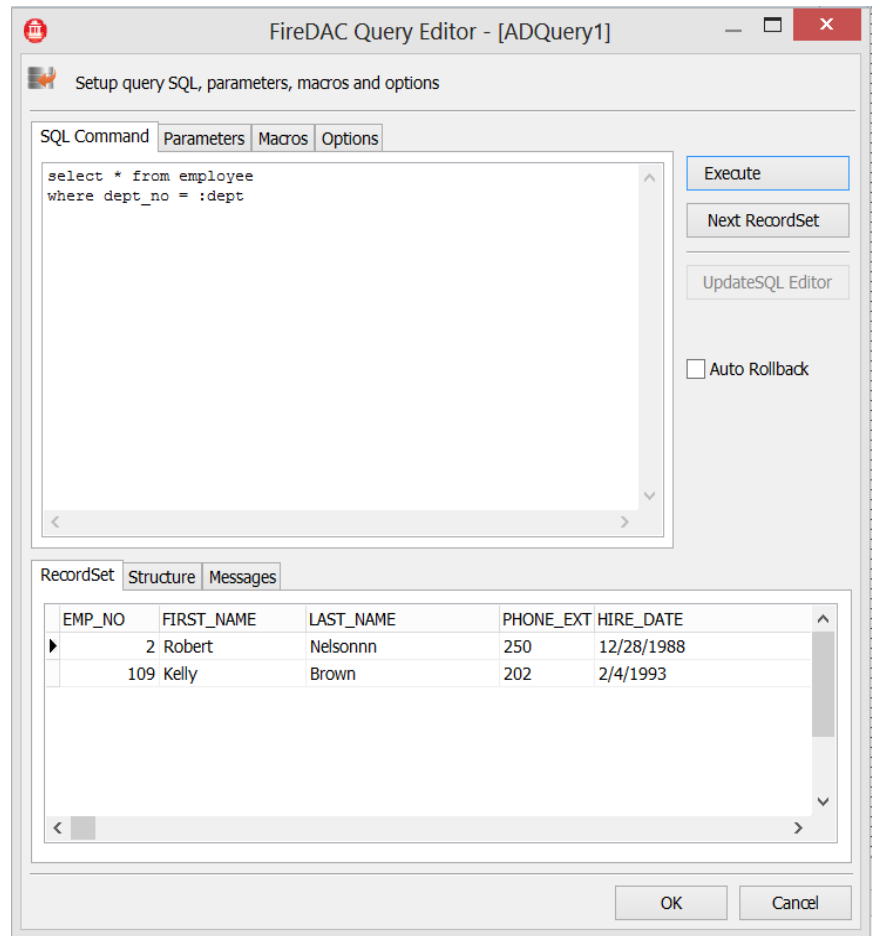 FireDAC Query Editor - [ADQuery1]
Setup query SQL, parameters, macros and options
SQL Command Parameters Macros Options
select * from employee
where dept_no = :dept
Execute
Next RecordSet
UpdateSQL Editor
Auto Rollback
RecordSet Structure Messages
EMP_NO FIRST_NAME LAST_NAME PHONE_EXT HIRE_DATE
2 Robert Nelsonnn 250 12/28/1988
109 Kelly Brown 202 2/4/1993
OK Cancel